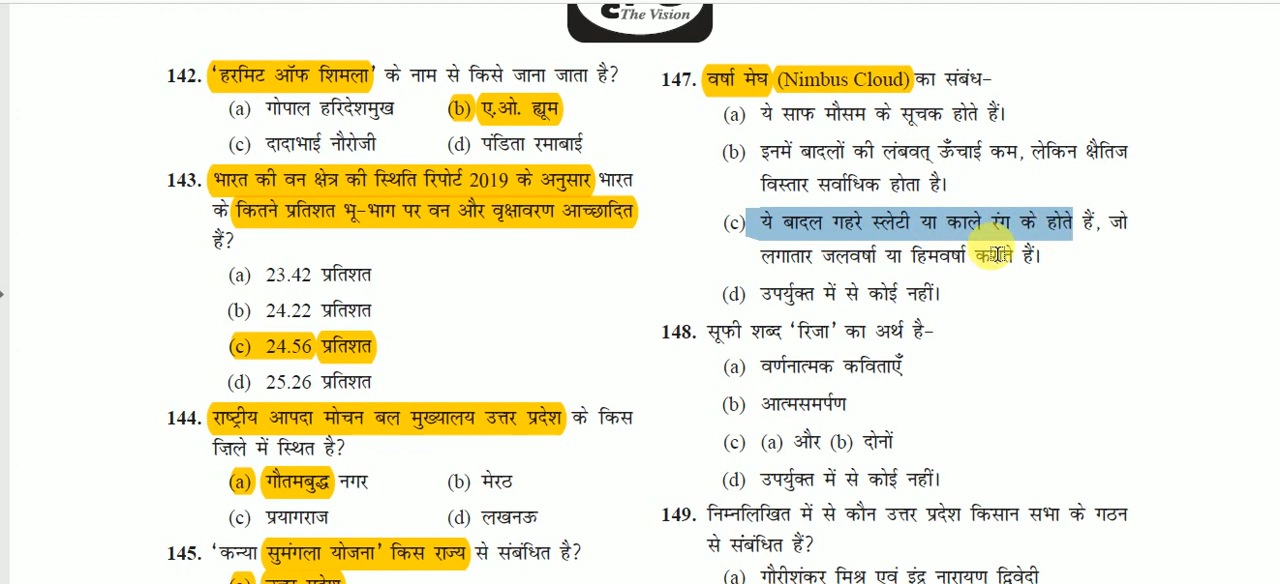 The Vision
142. ‘हरमिट ऑफ शिमला’ के नाम से किसे जाना जाता है?
(a) गोपाल हरिदेशमुख (b) ए.ओ. ह्यूम
(c) दादाभाई नौरोजी (d) पंडिता रमाबाई
143. भारत की वन क्षेत्र की स्थिति रिपोर्ट 2019 के अनुसार भारत
के कितने प्रतिशत भू-भाग पर वन और वृक्षावरण आच्छादित
हैं?
(a) 23.42 प्रतिशत
(b) 24.22 प्रतिशत
(c) 24.56 प्रतिशत
(d) 25.26 प्रतिशत
144. राष्ट्रीय आपदा मोचन बल मुख्यालय उत्तर प्रदेश के किस
ज़िले में स्थित है?
(a) गौतमबुद्ध नगर (b) मेरठ
(c) प्रयागराज (d) लखनऊ
145. ‘कन्या सुमंगला योजना’ किस राज्य से संबंधित है?
(a) उत्तर प्रदेश
147. वर्षा मेघ (Nimbus Cloud) का संबंध–
(a) ये साफ मौसम के सूचक होते हैं।
(b) इनमें बादलों की लंबवत् ऊँचाई कम, लेकिन क्षैतिज
विस्तार सर्वाधिक होता है।
(c) ये बादल गहरे स्लेटी या काले रंग के होते हैं, जो
लगातार जलवर्षा या हिमवर्षा हैं।
(d) उपर्युक्त में से कोई नहीं।
148. सूफी शब्द ‘रिजा’ का अर्थ है–
(a) वर्णनात्मक कविताएँ
(b) आत्मसमर्पण
(c) (a) और (b) दोनों
(d) उपर्युक्त में से कोई नहीं।
149. निम्नलिखित में से कौन उत्तर प्रदेश किसान सभा के गठन
से संबंधित हैं?
(a) गौरीशंकर मिश्र एवं इंद्र नारायण द्विवेदी